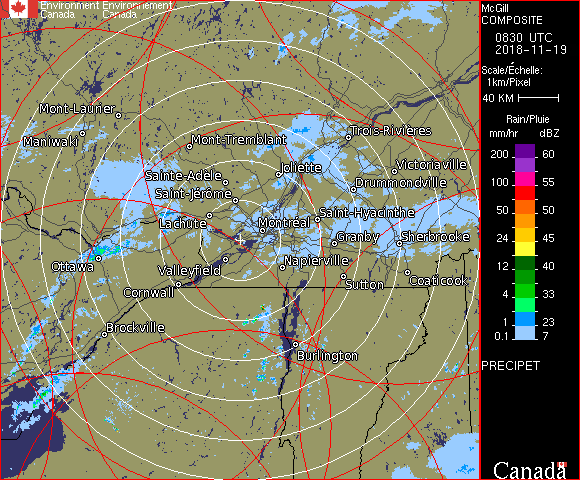 Environment Environnement
Canada Canada
McGill
COMPOSITE
0830 UTC
2018-11-19
Scale/Échelle:
1km/Pixel
40 KM
Rain/Pluie
mm/hr dBZ
200 60
100 55
50 50
24 45
12 40
4 33
1 23
0.1 7
PRECIPET
Canada
Mont-Laurier
Maniwaki
Mont-Tremblant
Trois-Rivières
Joliette
Victoriaville
Sainte-Adèle
Drummondville
Saint-Jérôme
Saint-Hyacinthe
Lachute
Montréal
Granby
Sherbrooke
Ottawa
Valleyfield
Napierville
Cornwall
Sutton
Coaticook
Brockville
Burlington